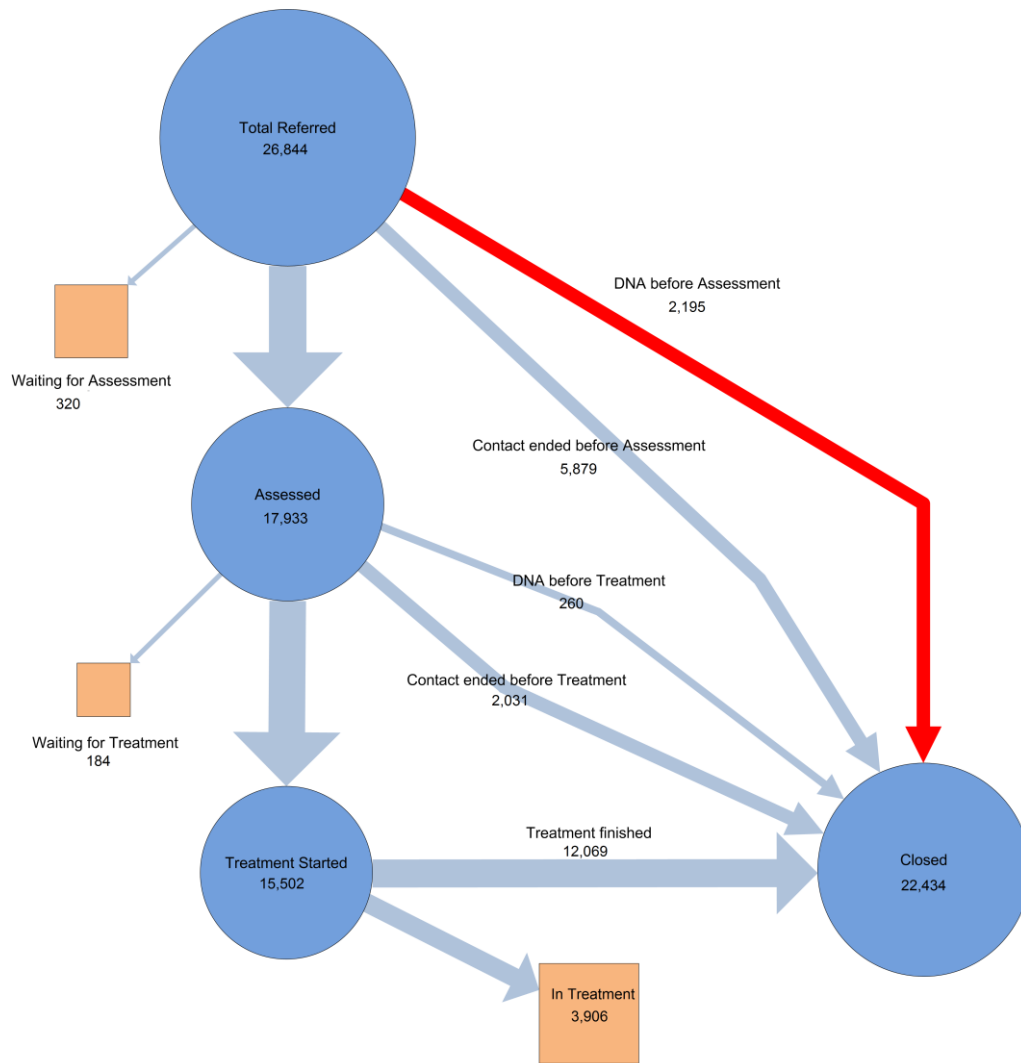 Total Referred
26,844
DNA before Assessment
2,195
Waiting for Assessment
320
Contact ended before Assessment
5,879
Assessed
17,933
DNA before Treatment
260
Contact ended before Treatment
2,031
Waiting for Treatment
184
Treatment finished
12,069
Treatment Started
15,502
Closed
22,434
In Treatment
3,906